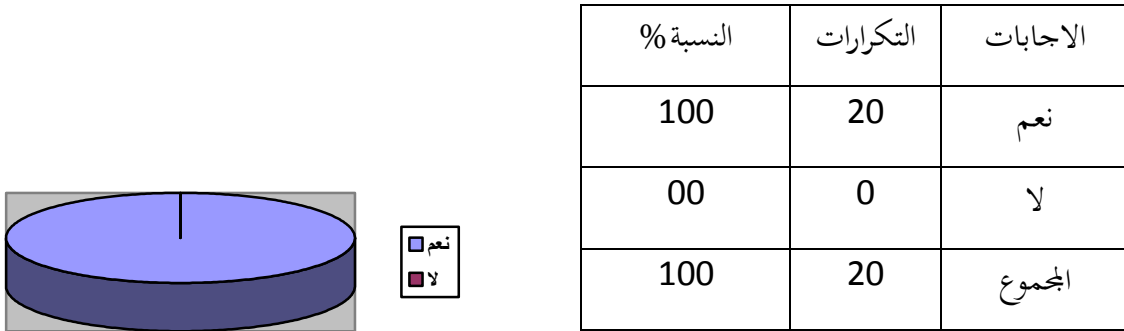 الاجابات التكرارات النسبة%
نعم 20 100
لا 0 00
المجموع 20 100
نعم
لا